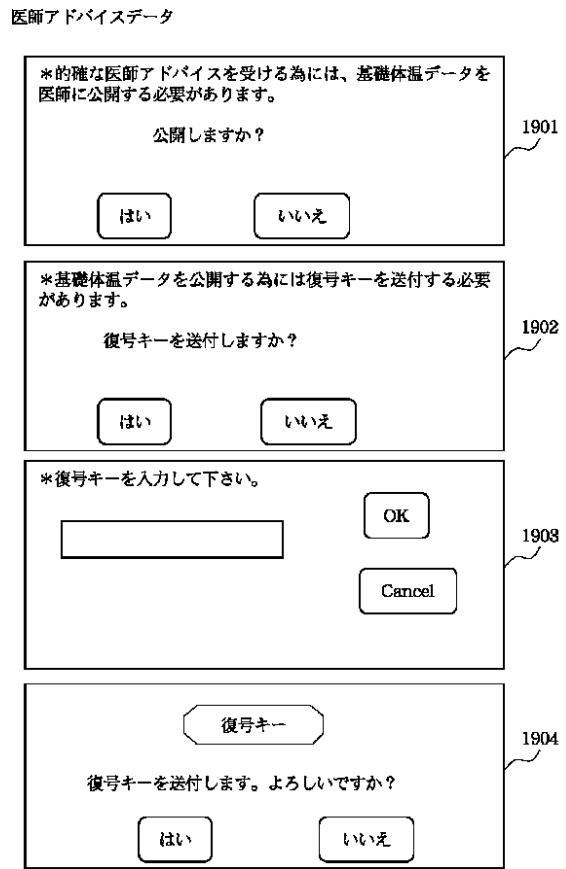 医師アドバイスデータ
＊的確な医師アドバイスを受ける為には、基礎体温データを
医師に公開する必要があります。
公開しますか？
1901
はい
いいえ
＊基礎体温データを公開する為には復号キーを送付する必要
があります。
1902
復号キーを送付しますか？
はい
いいえ
＊復号キーを入力して下さい。
OK
1903
Cancel
復号キー
1904
復号キーを送付します。よろしいですか？
はい
いいえ